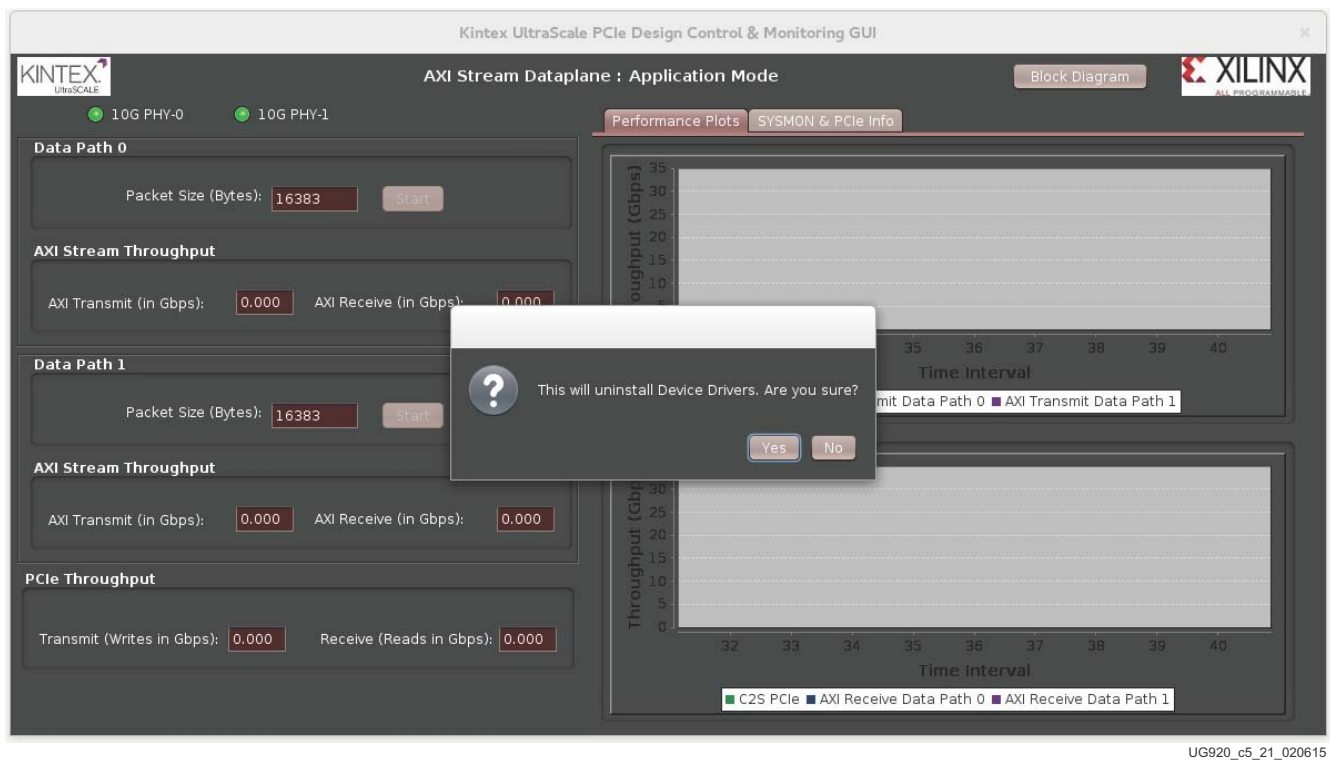 Kintex UltraScale PCIe Design Control & Monitoring GUI
KINTEX
UltraSCALE
AXI Stream Dataplane : Application Mode
Block Diagram
XILINX
ALL PROGRAMMABLE
10G PHY-0 10G PHY-1
Performance Plots SYSMON & PCIe Info
Data Path 0
Packet Size (Bytes): 16383 Start
AXI Stream Throughput
AXI Transmit (in Gbps): 0.000 AXI Receive (in Gbps): 0.000
Data Path 1
Packet Size (Bytes): 16383 Start
AXI Stream Throughput
AXI Transmit (in Gbps): 0.000 AXI Receive (in Gbps): 0.000
PCIe Throughput
Transmit (Writes in Gbps): 0.000 Receive (Reads in Gbps): 0.000
This will uninstall Device Drivers. Are you sure?
Yes No
(Gbps)
35
30
25
20
15
10
35 36 37 38 39 40
Time Interval
Data Path 0 AXI Transmit Data Path 1
Throughput
30
25
20
15
10
5
0
32 33 34 35 36 37 38 39 40
Time Interval
C2S PCIe AXI Receive Data Path 0 AXI Receive Data Path 1
UG920_c5_21_020615